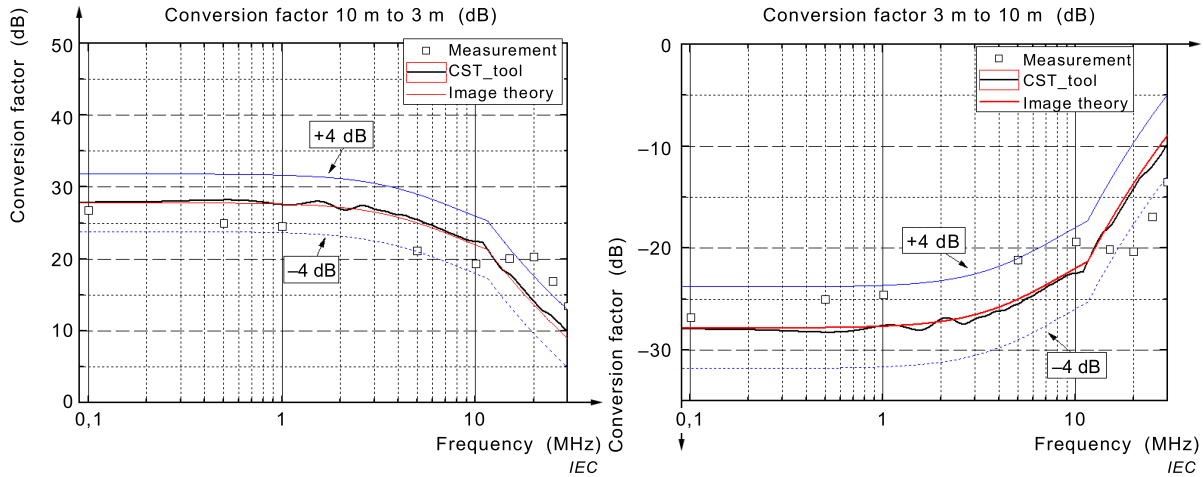 Conversion factor 10 m to 3 m (dB)
Conversion factor (dB)
50
40
30
20
10
0
Measurement
CST_tool
Image theory
+4 dB
–4 dB
0,1
1
10
Frequency (MHz)
IEC
Conversion factor 3 m to 10 m (dB)
Conversion factor (dB)
0
–10
–20
–30
Measurement
CST_tool
Image theory
+4 dB
–4 dB
0,1
1
10
Frequency (MHz)
IEC